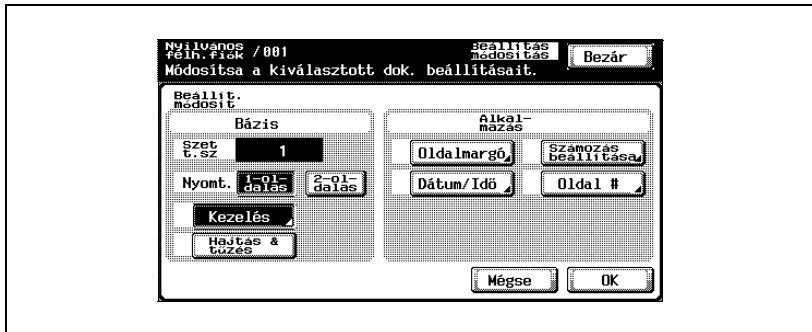 Nyilvános
félh.fiók /001
Beállítás
módosítás
Bezár
Módosítsa a kiválasztott dok. beállításait.
Beállít.
módosít
Bázis
Szet
t.sz
1
Nyomt.
1-ol-
dalas
2-ol-
dalas
Kezelés
Hajtás &
tűzés
Alkal-
mazás
Oldalmargó
Számozás
beállítása
Dátum/Idő
Oldal #
Mégse
OK